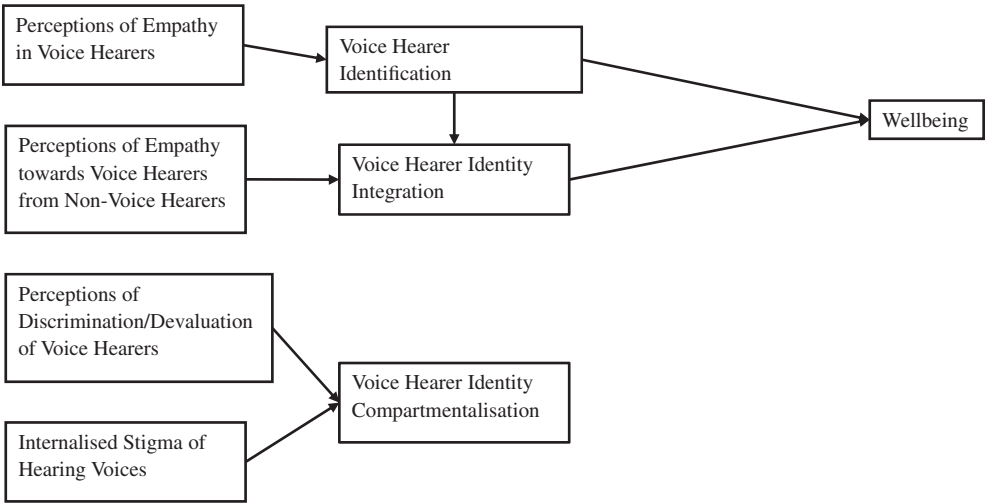 Perceptions of Empathy
in Voice Hearers
Voice Hearer
Identification
Wellbeing
Perceptions of Empathy
towards Voice Hearers
from Non-Voice Hearers
Voice Hearer Identity
Integration
Perceptions of
Discrimination/Devaluation
of Voice Hearers
Voice Hearer Identity
Compartmentalisation
Internalised Stigma of
Hearing Voices